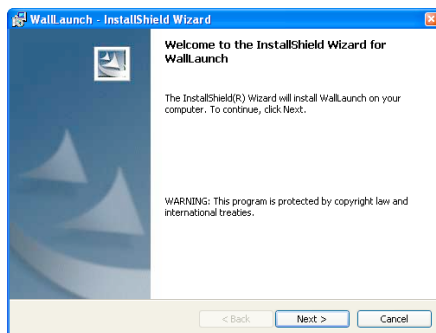 WallLaunch - InstallShield Wizard
Welcome to the InstallShield Wizard for
WallLaunch
The InstallShield(R) Wizard will install WallLaunch on your
computer. To continue, click Next.
WARNING: This program is protected by copyright law and
international treaties.
< Back
Next >
Cancel